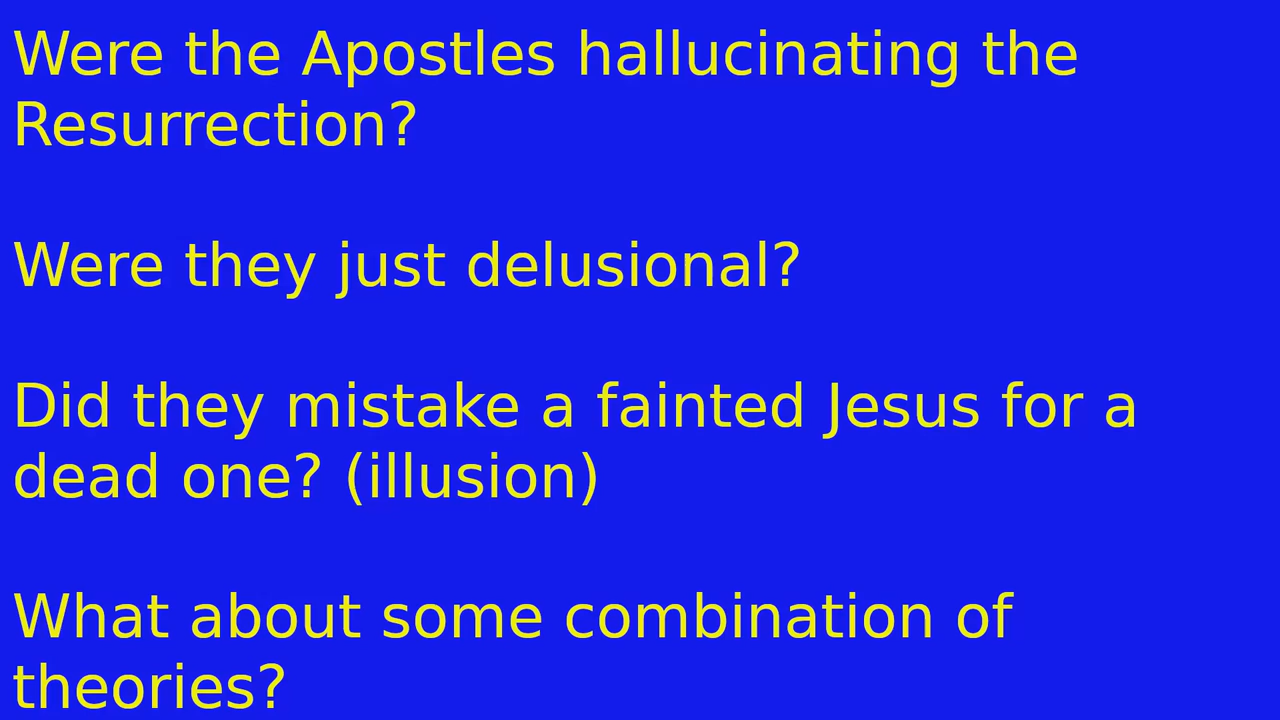 Were the Apostles hallucinating the
Resurrection?
Were they just delusional?
Did they mistake a fainted Jesus for a
dead one? (illusion)
What about some combination of
theories?